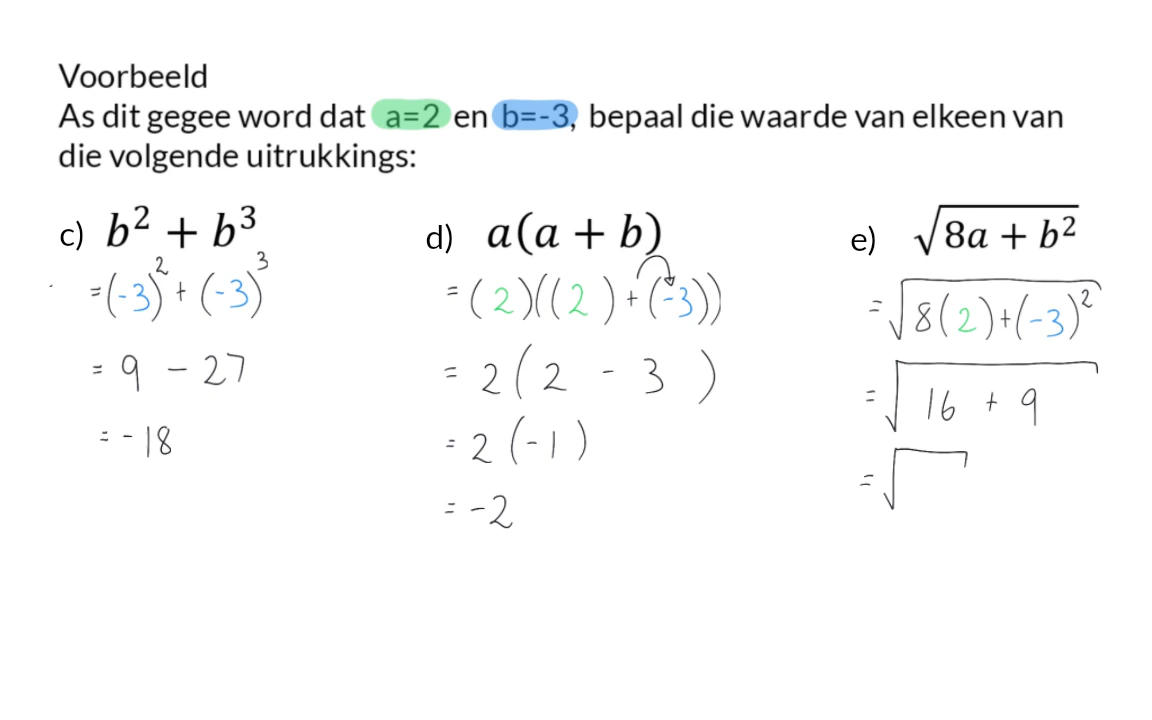 Voorbeeld
As dit gegee word dat a=2 en b=-3, bepaal die waarde van elkeen van
die volgende uitrukkings:
c) b² + b³
=(-3)² + (-3)³
= 9 - 27
= -18
d) a(a + b)
= (2)((2) + (-3))
= 2(2 - 3)
= 2(-1)
= -2
e) √(8a + b²)
= √(8(2)+(-3)²)
= √(16 + 9)
= √